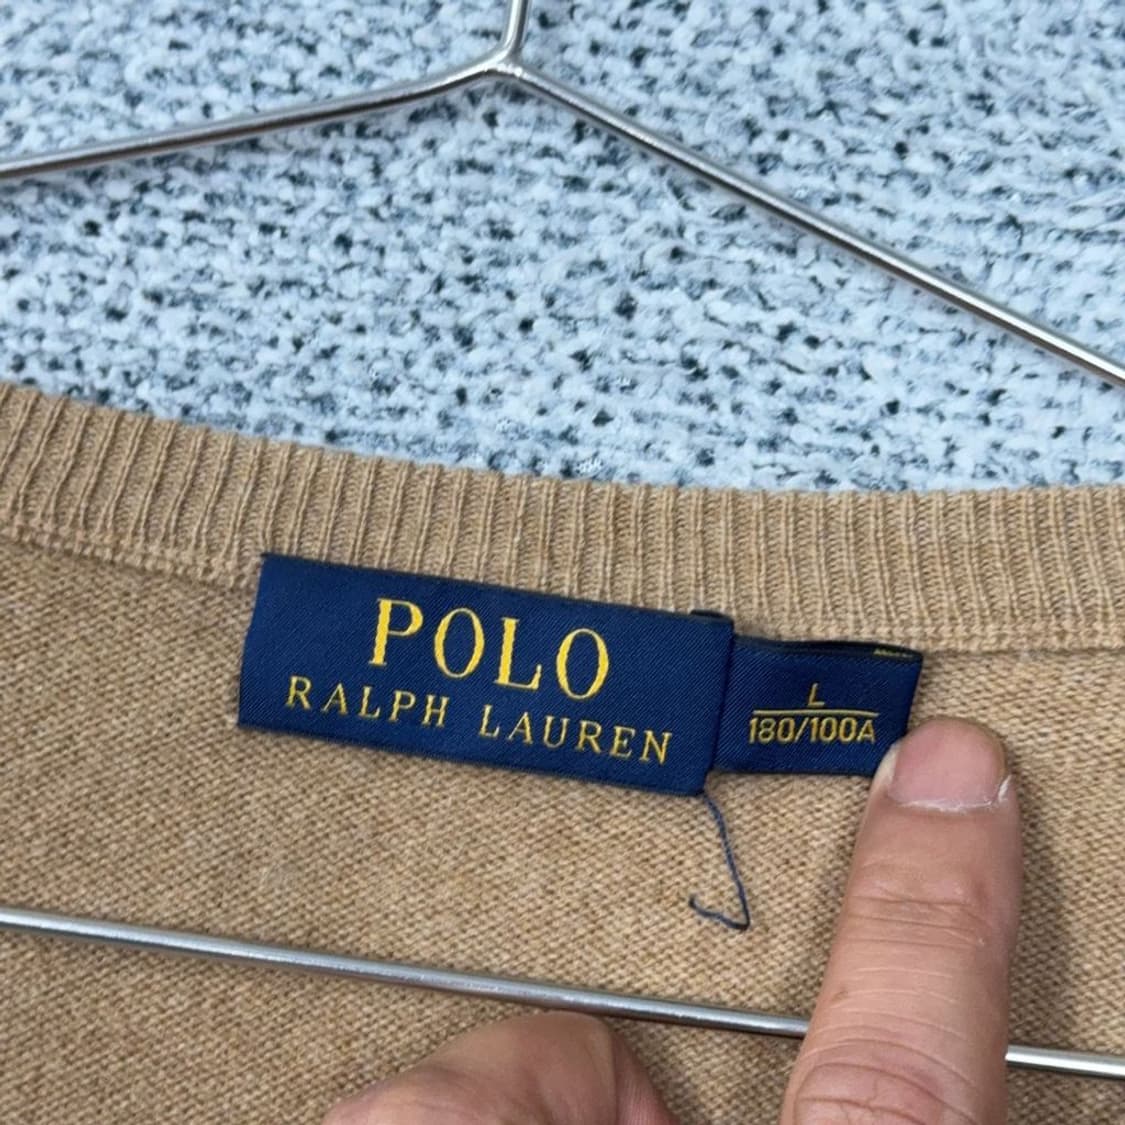 POLO
RALPH LAUREN
L
180/100A